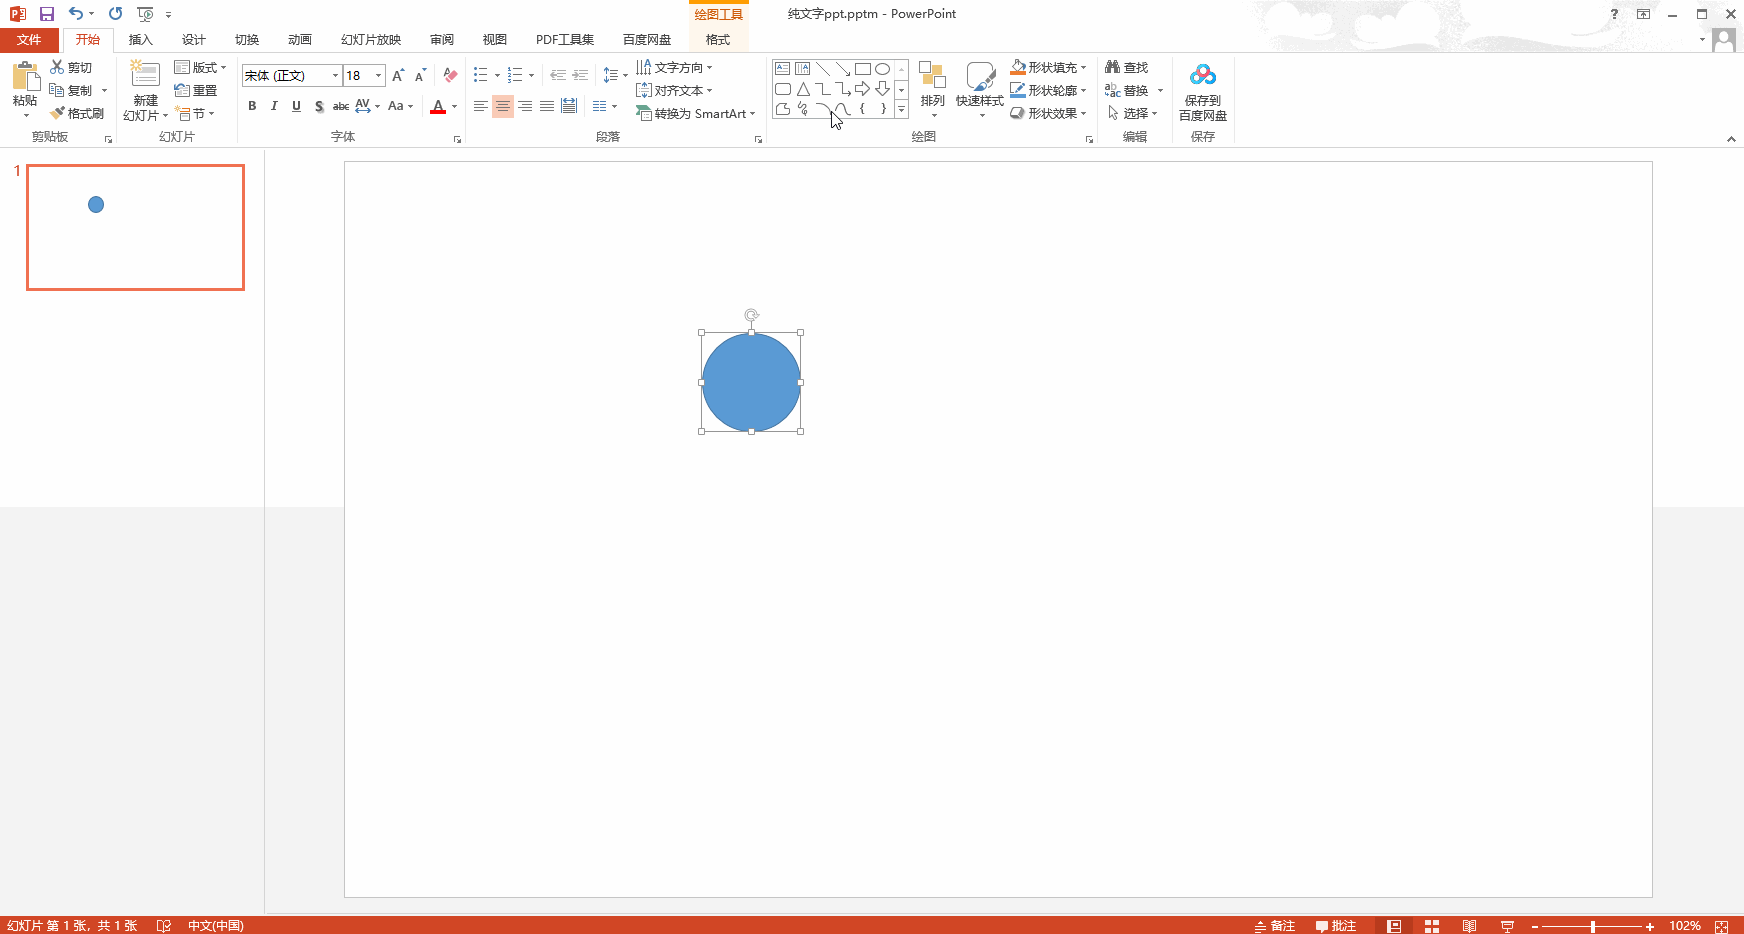 绘图工具
纯文字ppt.pptm - PowerPoint
文件 开始 插入 设计 切换 动画 幻灯片放映 审阅 视图 PDF工具集 百度网盘 格式
粘贴
剪切
复制
格式刷
剪贴板
新建
幻灯片
版式
重置
节
幻灯片
宋体 (正文) 18
B I U S abc AV Aa A
字体
文字方向
对齐文本
转换为 SmartArt
段落
排列
快速样式
形状填充
形状轮廓
形状效果
绘图
查找
替换
选择
编辑
保存到
百度网盘
保存
1
幻灯片 第 1 张，共 1 张 中文(中国) 备注 批注 102%